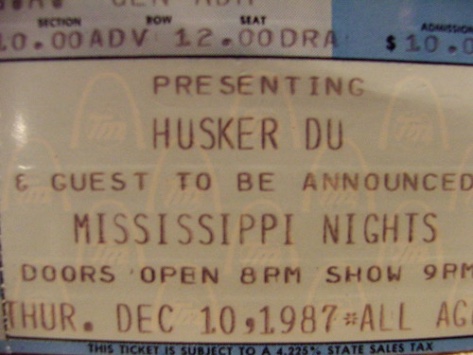 GEN ADM
SECTION ROW SEAT ADMISSION
10.00ADV 12.00DRA $ 10.0
PRESENTING
HUSKER DU
& GUEST TO BE ANNOUNCED
MISSISSIPPI NIGHTS
DOORS OPEN 8PM SHOW 9PM
THUR. DEC 10,1987*ALL AG
THIS TICKET IS SUBJECT TO A 4.225% STATE SALES TAX